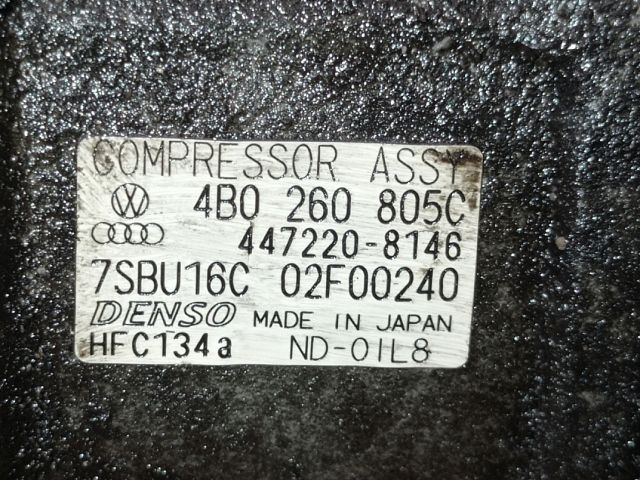 COMPRESSOR ASSY
4B0 260 805C
447220-8146
7SBU16C 02F00240
DENSO MADE IN JAPAN
HFC134a ND-OIL8